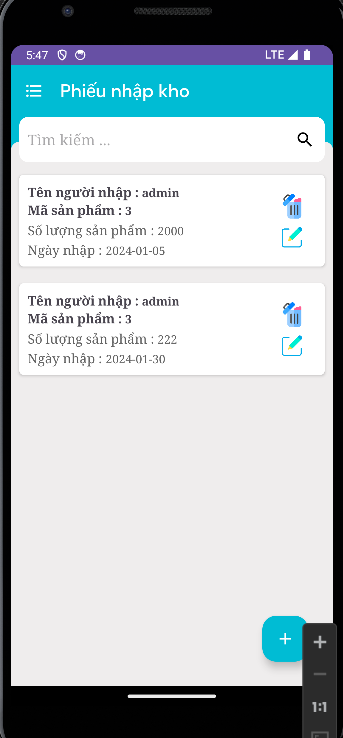 5:47
LTE
Phiếu nhập kho
Tìm kiếm ...
Tên người nhập : admin
Mã sản phẩm : 3
Số lượng sản phẩm : 2000
Ngày nhập : 2024-01-05
Tên người nhập : admin
Mã sản phẩm : 3
Số lượng sản phẩm : 222
Ngày nhập : 2024-01-30
+
+
−
1:1